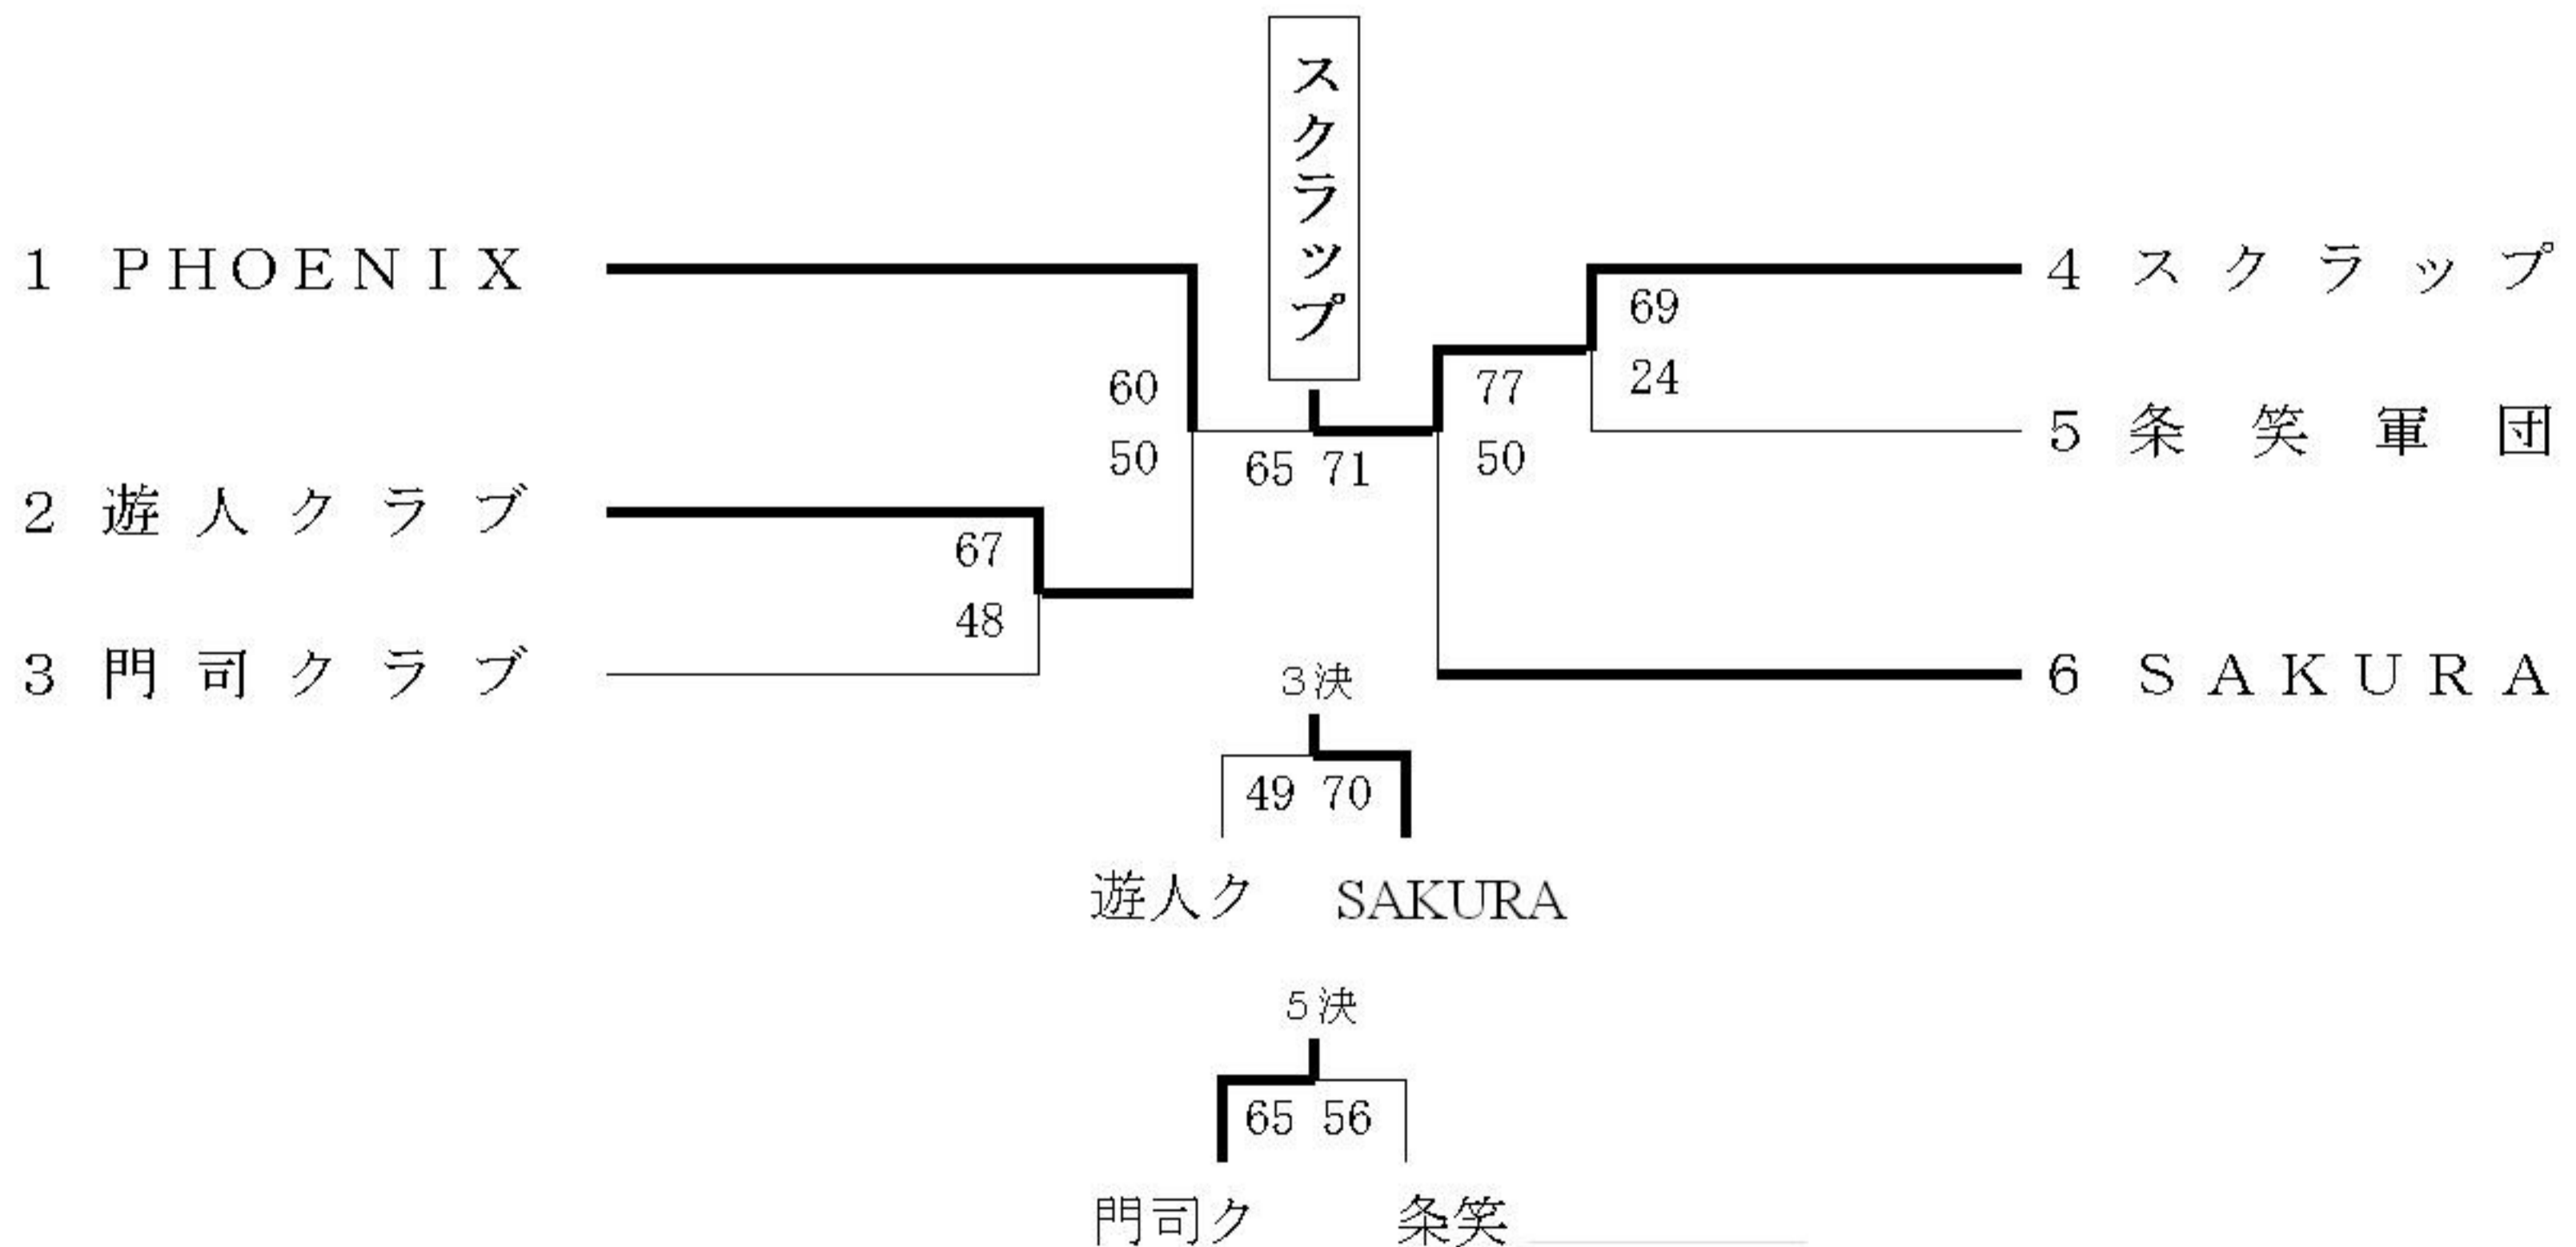 スクラップ
1 PHOENIX
4 スクラップ
69
60
77
24
5 条笑軍団
50
65 71
50
2 遊人クラブ
67
48
3 門司クラブ
6 SAKURA
3決
49 70
遊人ク SAKURA
5決
65 56
門司ク 条笑